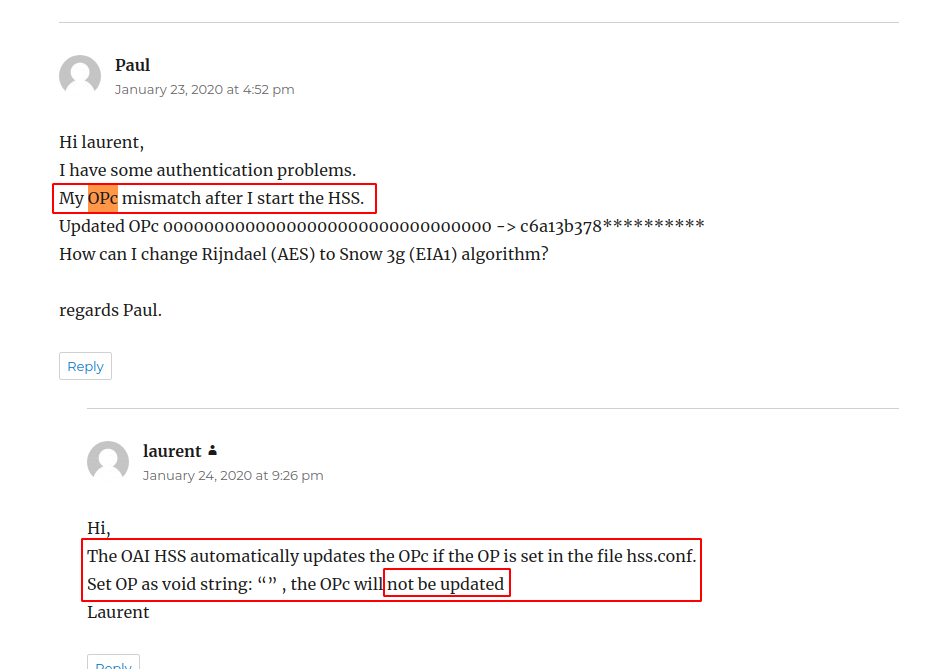 Paul
January 23, 2020 at 4:52 pm
Hi laurent,
I have some authentication problems.
My OPc mismatch after I start the HSS.
Updated OPc 00000000000000000000000000000000 -> c6a13b378**********
How can I change Rijndael (AES) to Snow 3g (EIA1) algorithm?
regards Paul.
Reply
laurent
January 24, 2020 at 9:26 pm
Hi,
The OAI HSS automatically updates the OPc if the OP is set in the file hss.conf.
Set OP as void string: “” , the OPc will not be updated
Laurent
Reply